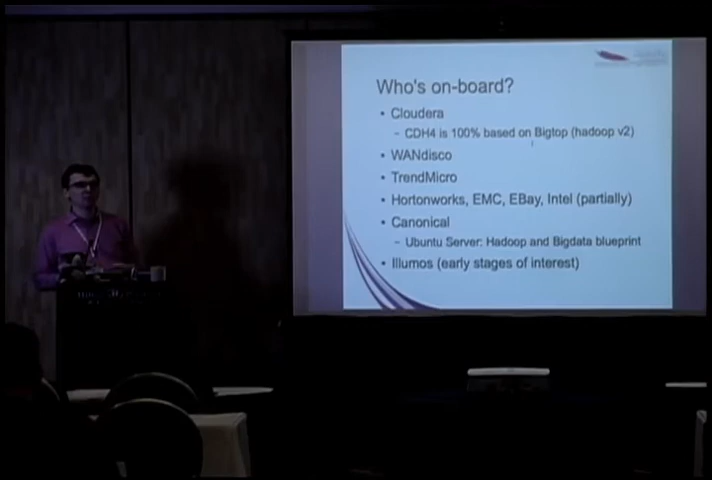 Who's on-board?
• Cloudera
– CDH4 is 100% based on Bigtop (hadoop v2)
• WANdisco
• TrendMicro
• Hortonworks, EMC, EBay, Intel (partially)
• Canonical
– Ubuntu Server: Hadoop and Bigdata blueprint
• Illumos (early stages of interest)